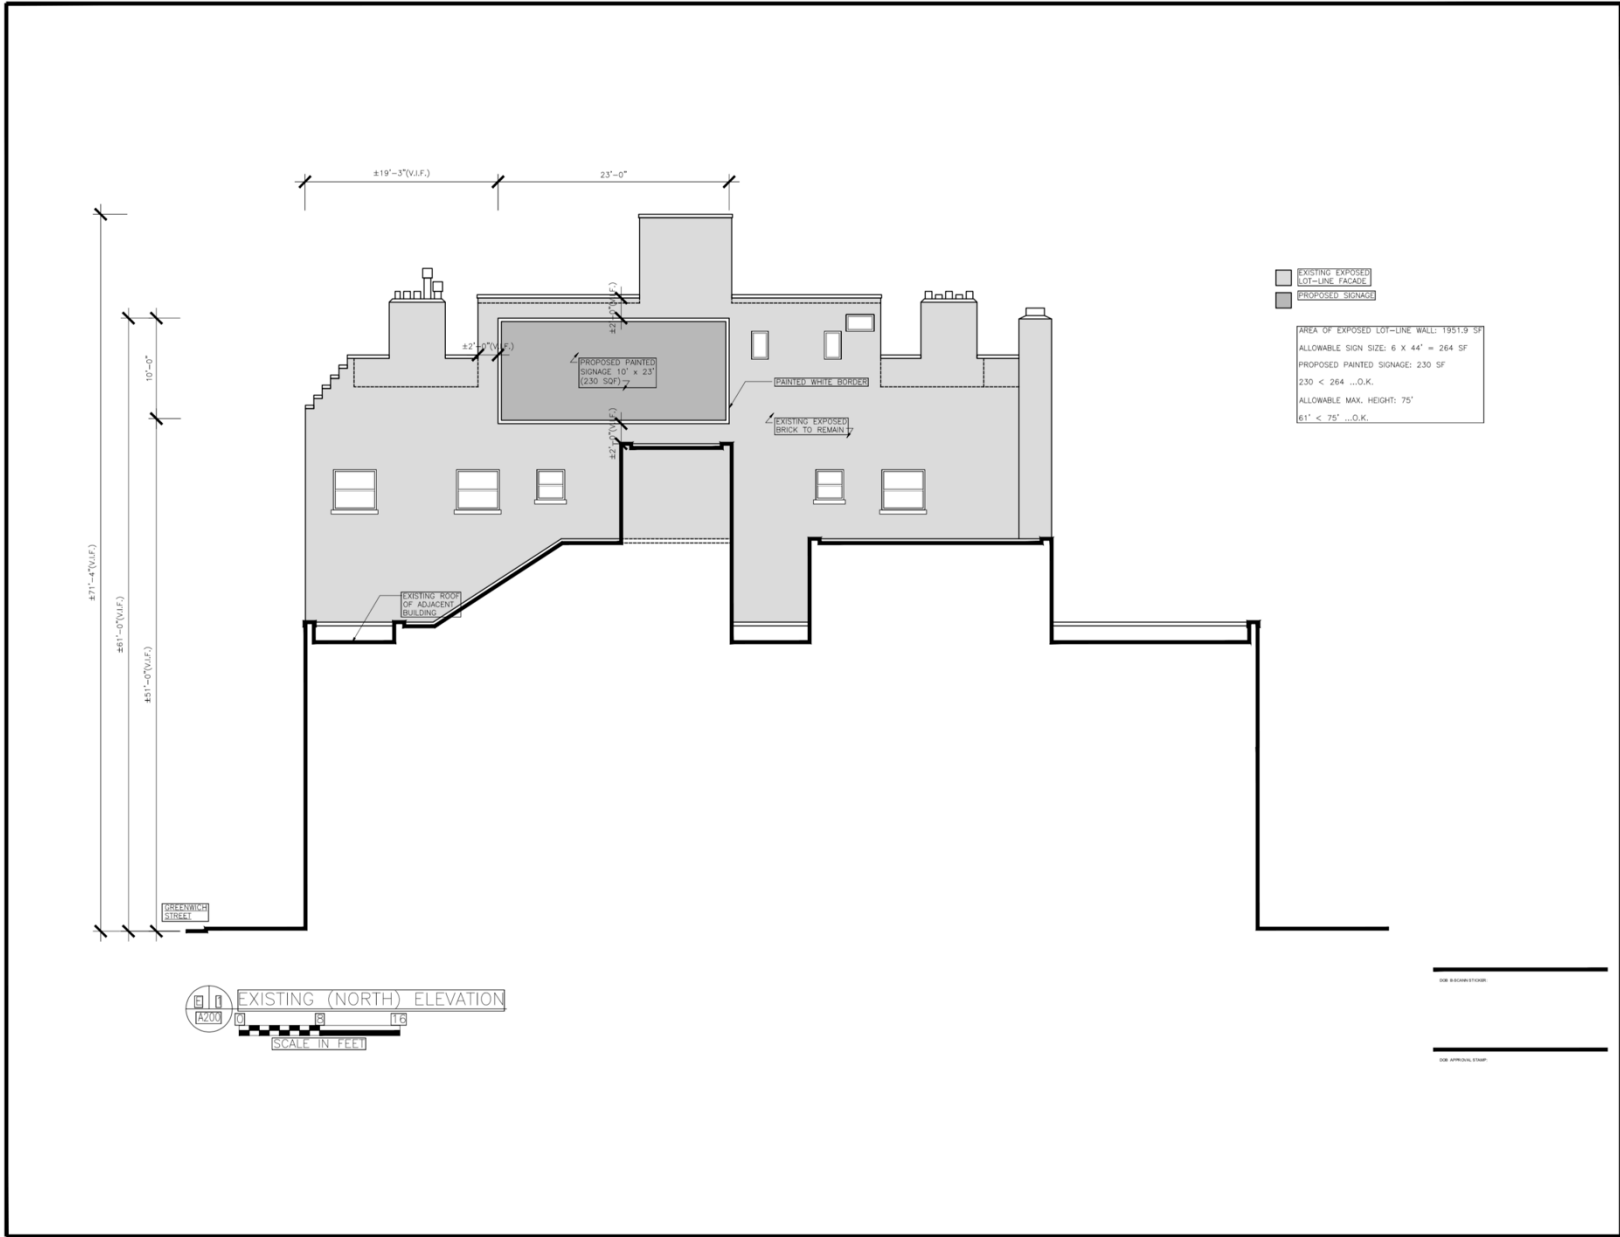 ±19'-3"(V.I.F.)
23'-0"
±2'-0"(V.I.F.)
±2'-0"(V.I.F.)
PROPOSED PAINTED
SIGNAGE 10' x 23'
(230 SQF)
PAINTED WHITE BORDER
EXISTING EXPOSED
BRICK TO REMAIN
±2'-0"(V.I.F.)
10'-0"
±71'-4"(V.I.F.)
±61'-0"(V.I.F.)
±51'-0"(V.I.F.)
EXISTING ROOF
OF ADJACENT
BUILDING
GREENWICH
STREET
EXISTING EXPOSED
LOT-LINE FACADE
PROPOSED SIGNAGE
AREA OF EXPOSED LOT-LINE WALL: 1951.9 SF
ALLOWABLE SIGN SIZE: 6 X 44' = 264 SF
PROPOSED PAINTED SIGNAGE: 230 SF
230 < 264 ...O.K.
ALLOWABLE MAX. HEIGHT: 75'
61' < 75' ...O.K.
E 1
A200
EXISTING (NORTH) ELEVATION
0 8 16
SCALE IN FEET
DOB APPROVAL STAMP: